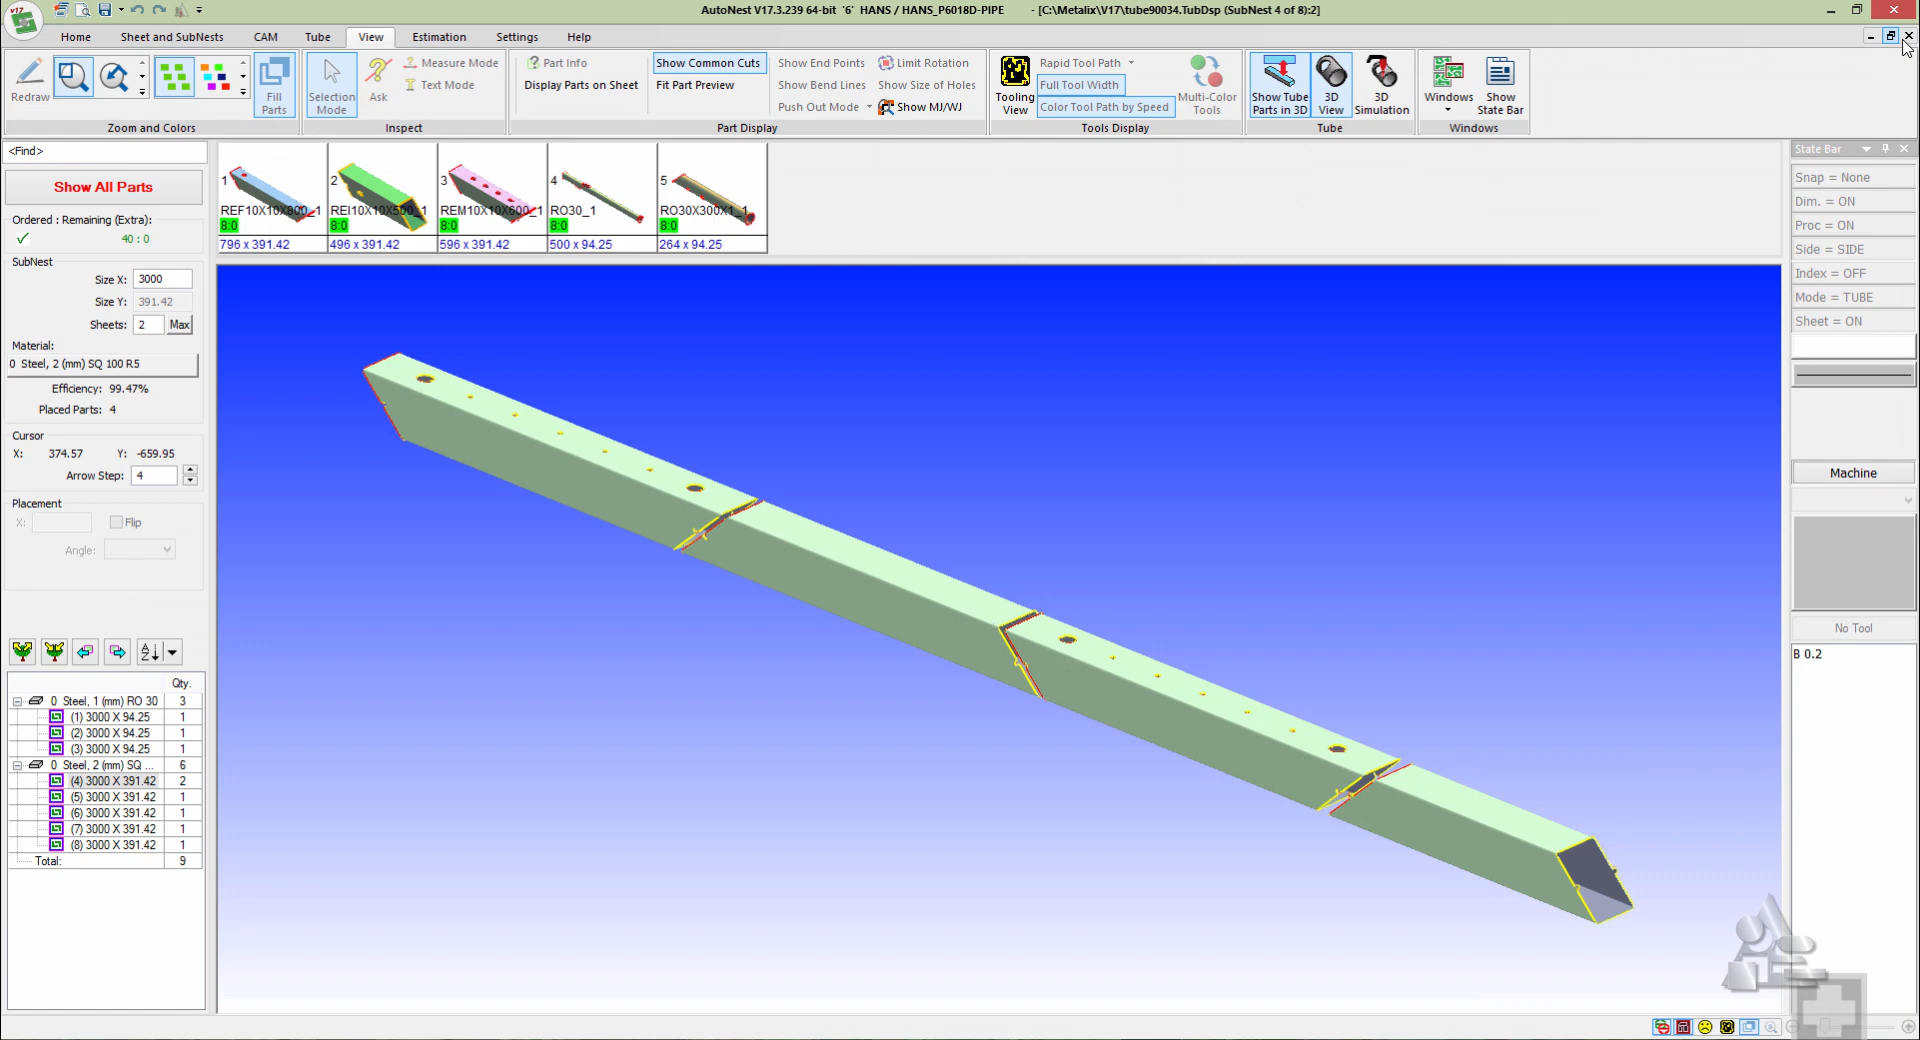 V17
AutoNest V17.3.239 64-bit '6' HANS / HANS_P6018D-PIPE - [C:\Metalix\V17\tube90034.TubDsp (SubNest 4 of 8):2]
Home Sheet and SubNests CAM Tube View Estimation Settings Help
Redraw
Fill Parts
Selection Mode
Ask
Measure Mode
Text Mode
Part Info
Display Parts on Sheet
Show Common Cuts
Fit Part Preview
Show End Points
Show Bend Lines
Push Out Mode
Limit Rotation
Show Size of Holes
Show MJ/WJ
Tooling View
Rapid Tool Path
Full Tool Width
Color Tool Path by Speed
Multi-Color Tools
Show Tube Parts in 3D
3D View
3D Simulation
Windows
Show State Bar
Zoom and Colors Inspect Part Display Tools Display Tube Windows
<Find>
Show All Parts
Ordered : Remaining (Extra):
40 : 0
SubNest
Size X: 3000
Size Y: 391.42
Sheets: 2 Max
Material:
0 Steel, 2 (mm) SQ 100 R5
Efficiency: 99.47%
Placed Parts: 4
Cursor
X: 374.57 Y: -659.95
Arrow Step: 4
Placement
X: Flip
Angle:
Qty.
0 Steel, 1 (mm) RO 30 3
(1) 3000 X 94.25 1
(2) 3000 X 94.25 1
(3) 3000 X 94.25 1
0 Steel, 2 (mm) SQ ... 6
(4) 3000 X 391.42 2
(5) 3000 X 391.42 1
(6) 3000 X 391.42 1
(7) 3000 X 391.42 1
(8) 3000 X 391.42 1
Total: 9
1
REF10X10X800_1
8:0
796 x 391.42
2
REI10X10X500_1
8:0
496 x 391.42
3
REM10X10X600_1
8:0
596 x 391.42
4
RO30_1
8:0
500 x 94.25
5
RO30X300X1_1
8:0
264 x 94.25
State Bar
Snap = None
Dim. = ON
Proc = ON
Side = SIDE
Index = OFF
Mode = TUBE
Sheet = ON
Machine
No Tool
B 0.2